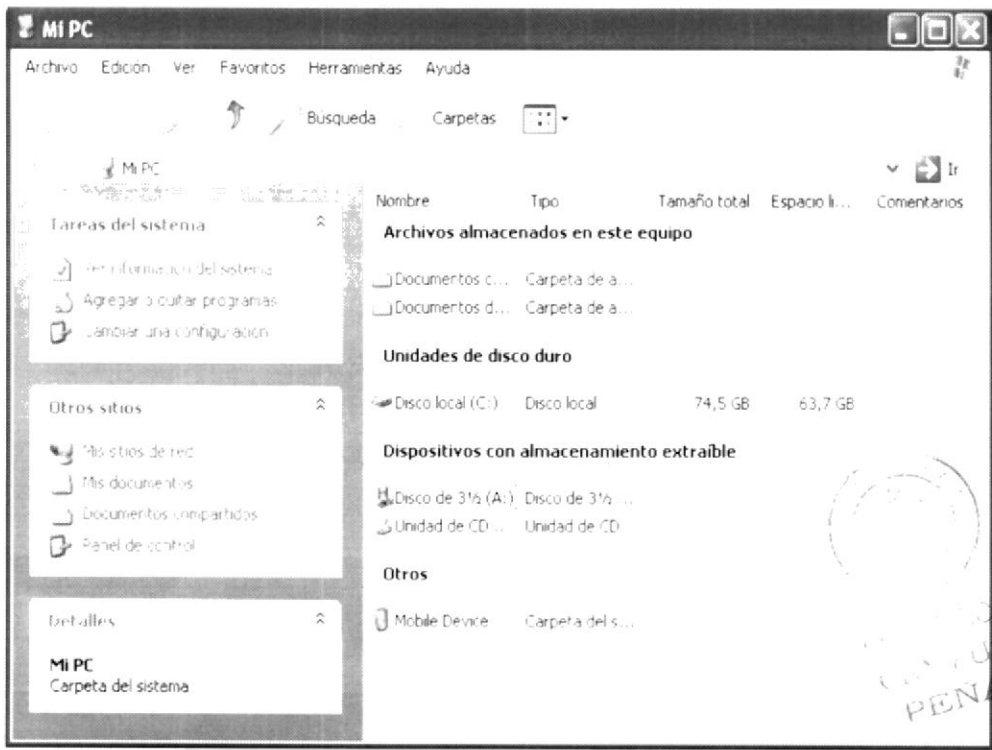 Mi PC
Archivo Edición Ver Favoritos Herramientas Ayuda
Búsqueda Carpetas
Mi PC Ir
Nombre Tipo Tamaño total Espacio li... Comentarios
Tareas del sistema
Ver información del sistema
Agregar o quitar programas
Cambiar una configuración
Otros sitios
Mis sitios de red
Mis documentos
Documentos compartidos
Panel de control
Detalles
Mi PC
Carpeta del sistema
Archivos almacenados en este equipo
Documentos c... Carpeta de a...
Documentos d... Carpeta de a...
Unidades de disco duro
Disco local (C:) Disco local 74,5 GB 63,7 GB
Dispositivos con almacenamiento extraíble
Disco de 3½ (A:) Disco de 3½ ...
Unidad de CD ... Unidad de CD
Otros
Mobile Device Carpeta del s...